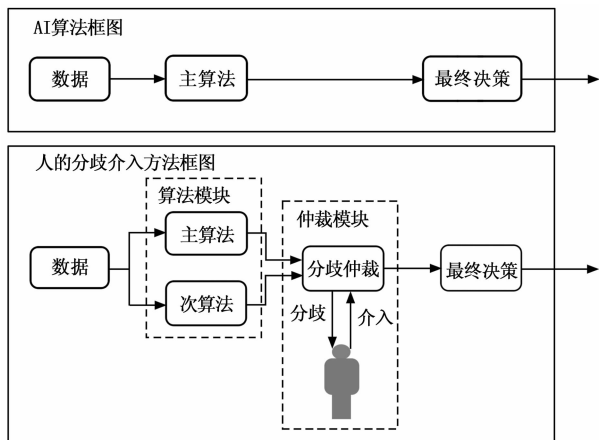 AI算法框图
数据
主算法
最终决策
人的分歧介入方法框图
算法模块
主算法
次算法
数据
仲裁模块
分歧仲裁
分歧
介入
最终决策